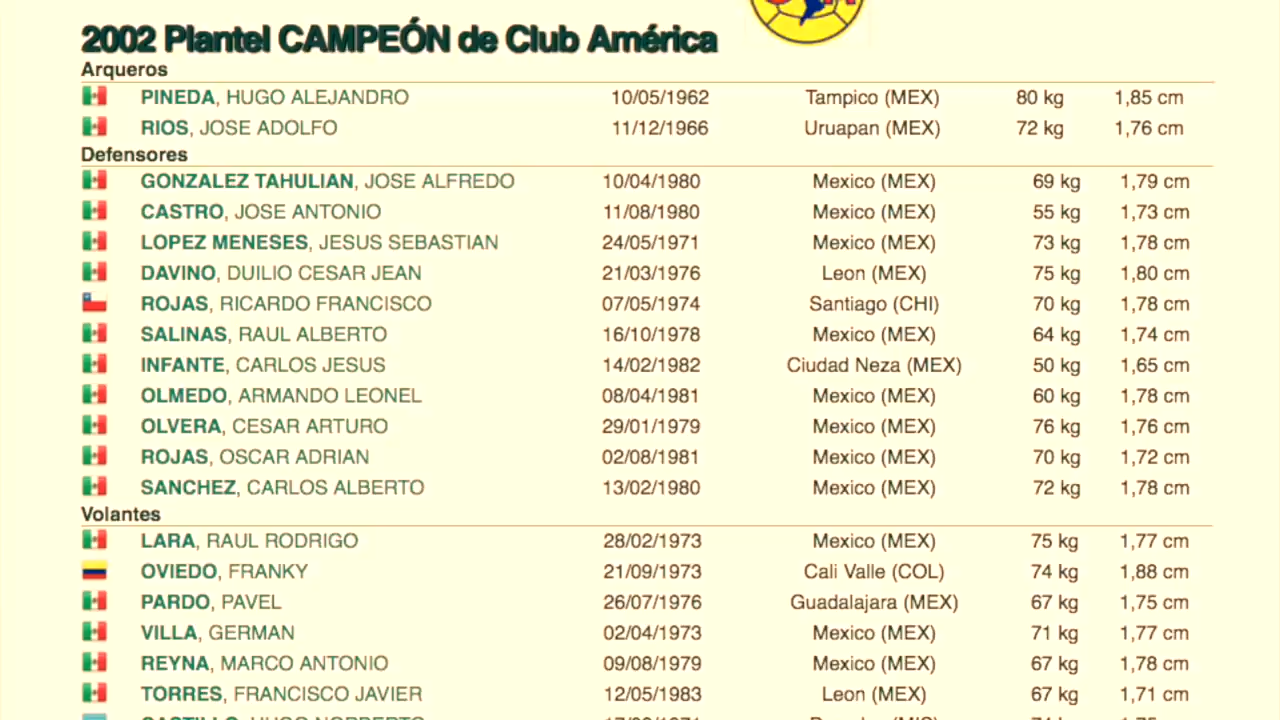 2002 Plantel CAMPEÓN de Club América
Arqueros
PINEDA, HUGO ALEJANDRO 10/05/1962 Tampico (MEX) 80 kg 1,85 cm
RIOS, JOSE ADOLFO 11/12/1966 Uruapan (MEX) 72 kg 1,76 cm
Defensores
GONZALEZ TAHULIAN, JOSE ALFREDO 10/04/1980 Mexico (MEX) 69 kg 1,79 cm
CASTRO, JOSE ANTONIO 11/08/1980 Mexico (MEX) 55 kg 1,73 cm
LOPEZ MENESES, JESUS SEBASTIAN 24/05/1971 Mexico (MEX) 73 kg 1,78 cm
DAVINO, DUILIO CESAR JEAN 21/03/1976 Leon (MEX) 75 kg 1,80 cm
ROJAS, RICARDO FRANCISCO 07/05/1974 Santiago (CHI) 70 kg 1,78 cm
SALINAS, RAUL ALBERTO 16/10/1978 Mexico (MEX) 64 kg 1,74 cm
INFANTE, CARLOS JESUS 14/02/1982 Ciudad Neza (MEX) 50 kg 1,65 cm
OLMEDO, ARMANDO LEONEL 08/04/1981 Mexico (MEX) 60 kg 1,78 cm
OLVERA, CESAR ARTURO 29/01/1979 Mexico (MEX) 76 kg 1,76 cm
ROJAS, OSCAR ADRIAN 02/08/1981 Mexico (MEX) 70 kg 1,72 cm
SANCHEZ, CARLOS ALBERTO 13/02/1980 Mexico (MEX) 72 kg 1,78 cm
Volantes
LARA, RAUL RODRIGO 28/02/1973 Mexico (MEX) 75 kg 1,77 cm
OVIEDO, FRANKY 21/09/1973 Cali Valle (COL) 74 kg 1,88 cm
PARDO, PAVEL 26/07/1976 Guadalajara (MEX) 67 kg 1,75 cm
VILLA, GERMAN 02/04/1973 Mexico (MEX) 71 kg 1,77 cm
REYNA, MARCO ANTONIO 09/08/1979 Mexico (MEX) 67 kg 1,78 cm
TORRES, FRANCISCO JAVIER 12/05/1983 Leon (MEX) 67 kg 1,71 cm
CASTILLO, HUGO NORBERTO